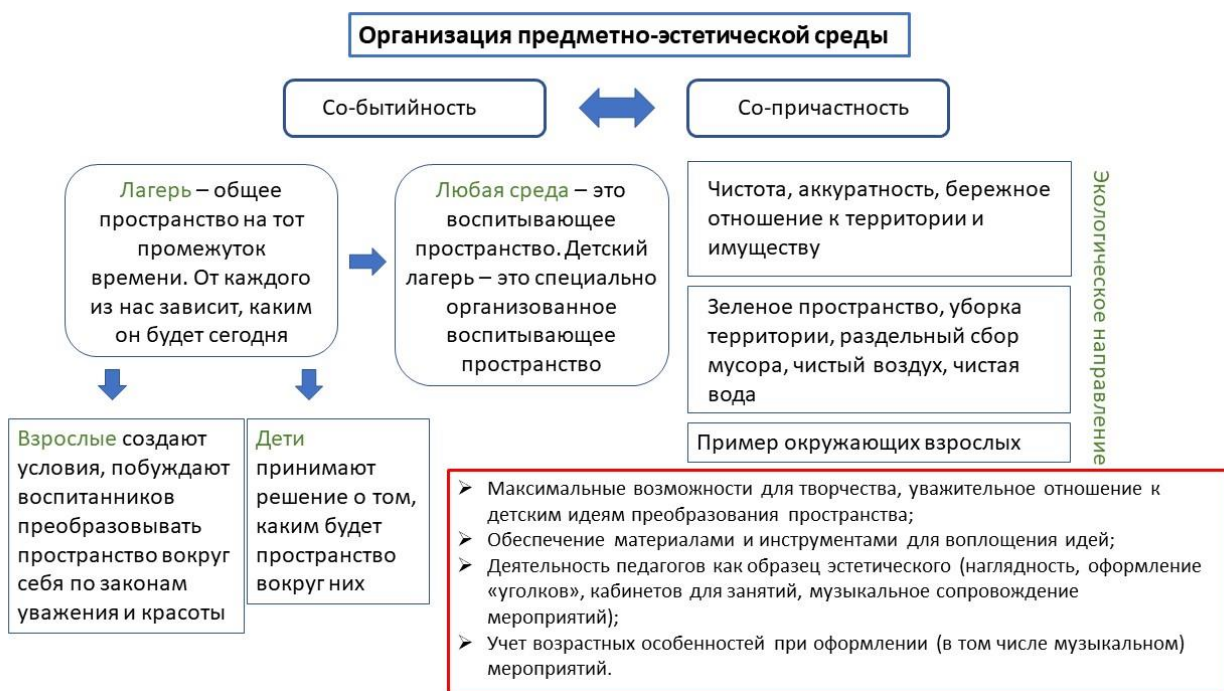 Организация предметно-эстетической среды
Со-бытийность
Со-причастность
Лагерь – общее
пространство на тот
промежуток
времени. От каждого
из нас зависит, каким
он будет сегодня
Любая среда – это
воспитывающее
пространство. Детский
лагерь – это специально
организованное
воспитывающее
пространство
Чистота, аккуратность, бережное
отношение к территории и
имуществу
Зеленое пространство, уборка
территории, раздельный сбор
мусора, чистый воздух, чистая
вода
Пример окружающих взрослых
Экологическое направление
Взрослые создают
условия, побуждают
воспитанников
преобразовывать
пространство вокруг
себя по законам
уважения и красоты
Дети
принимают
решение о том,
каким будет
пространство
вокруг них
➢ Максимальные возможности для творчества, уважительное отношение к
детским идеям преобразования пространства;
➢ Обеспечение материалами и инструментами для воплощения идей;
➢ Деятельность педагогов как образец эстетического (наглядность, оформление
«уголков», кабинетов для занятий, музыкальное сопровождение
мероприятий);
➢ Учет возрастных особенностей при оформлении (в том числе музыкальном)
мероприятий.